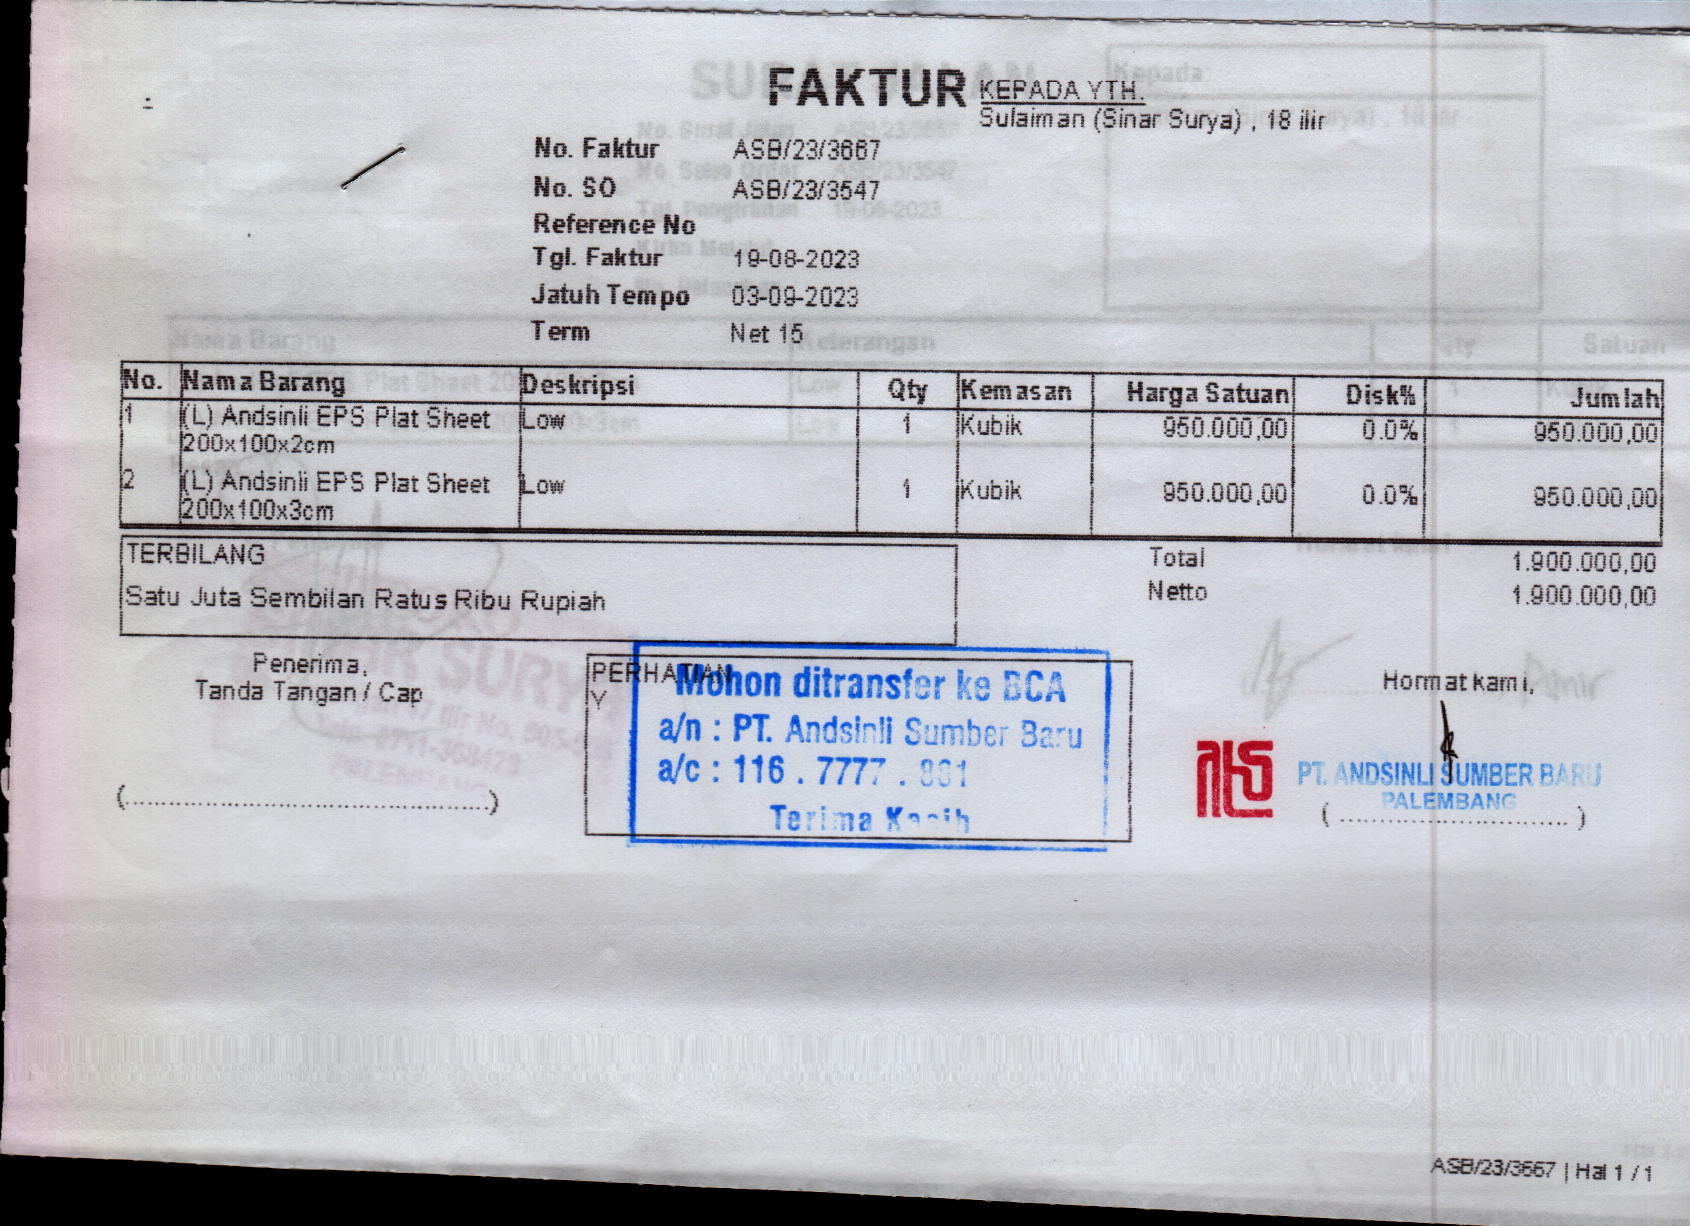 FAKTUR
KEPADA YTH.
Sulaiman (Sinar Surya) , 18 ilir
No. Faktur ASB/23/3667
No. SO ASB/23/3547
Reference No
Tgl. Faktur 19-08-2023
Jatuh Tempo 03-09-2023
Term Net 15
No. Nama Barang Deskripsi Qty Kemasan Harga Satuan Disk% Jumlah
1 (L) Andsinli EPS Plat Sheet Low 1 Kubik 950.000,00 0.0% 950.000,00
200x100x2cm
2 (L) Andsinli EPS Plat Sheet Low 1 Kubik 950.000,00 0.0% 950.000,00
200x100x3cm
TERBILANG
Satu Juta Sembilan Ratus Ribu Rupiah
Total 1.900.000,00
Netto 1.900.000,00
Penerima,
Tanda Tangan / Cap
(................................................)
PERHATIAN
Y
Mohon ditransfer ke BCA
a/n : PT. Andsinli Sumber Baru
a/c : 116 . 7777 .
Terima Kasih
Hormat kami,
PT. ANDSINLI SUMBER BARU
PALEMBANG
( .............................. )
ASB/23/3667 | Hal 1 / 1